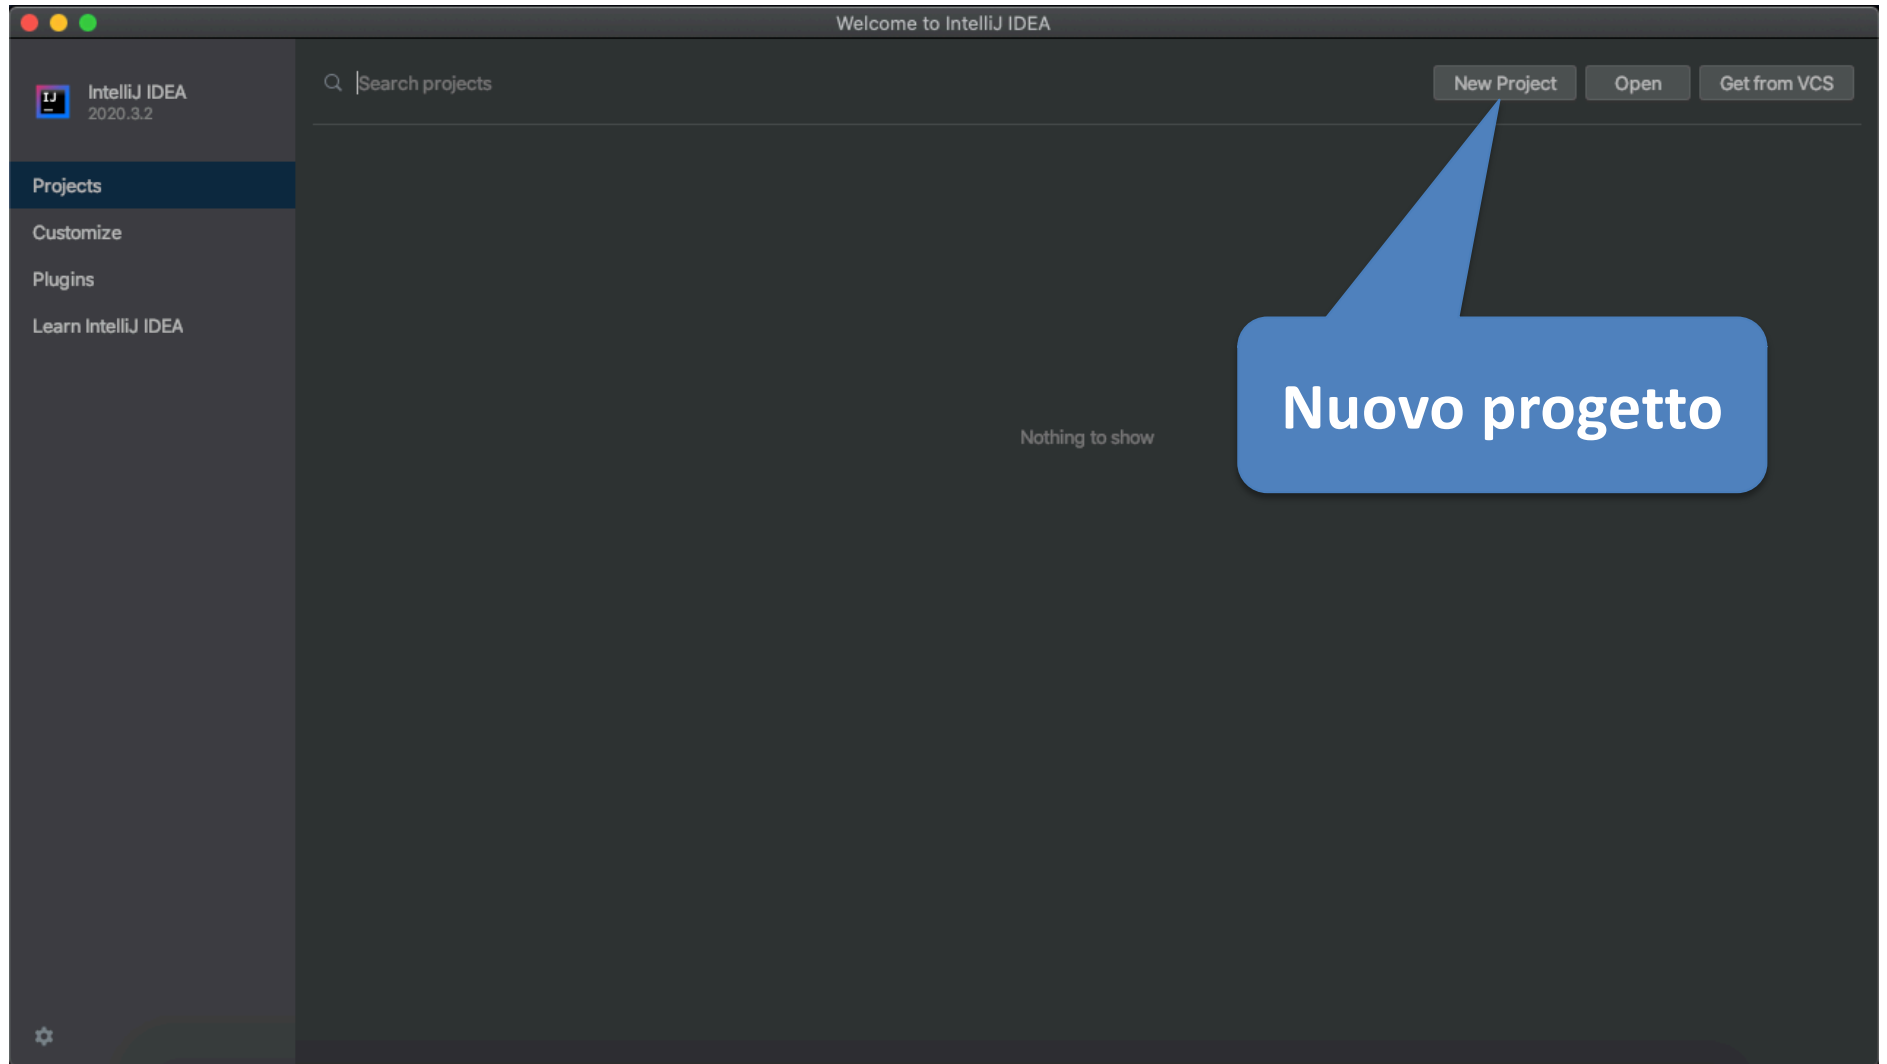 Welcome to IntelliJ IDEA
IntelliJ IDEA
2020.3.2
Search projects
New Project
Open
Get from VCS
Projects
Customize
Plugins
Learn IntelliJ IDEA
Nuovo progetto
Nothing to show